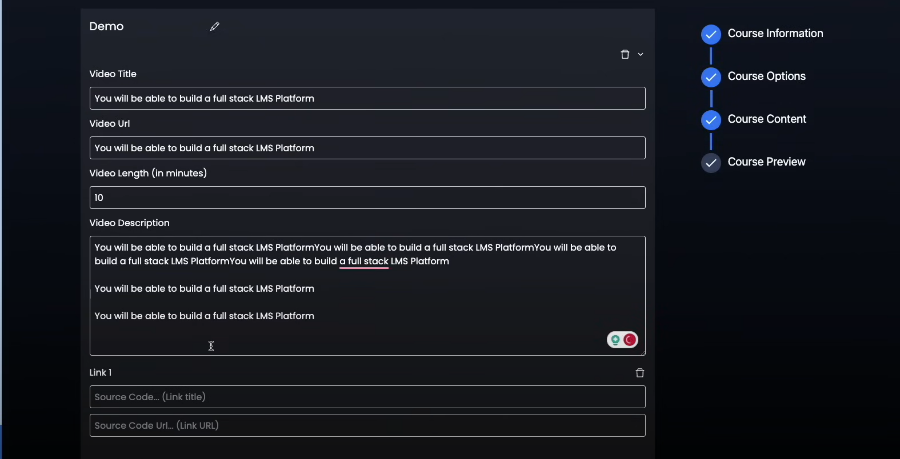 Demo
Video Title
You will be able to build a full stack LMS Platform
Video Url
You will be able to build a full stack LMS Platform
Video Length (in minutes)
10
Video Description
You will be able to build a full stack LMS PlatformYou will be able to build a full stack LMS PlatformYou will be able to
build a full stack LMS PlatformYou will be able to build a full stack LMS Platform
You will be able to build a full stack LMS Platform
You will be able to build a full stack LMS Platform
Link 1
Source Code... (Link title)
Source Code Url... (Link URL)
Course Information
Course Options
Course Content
Course Preview